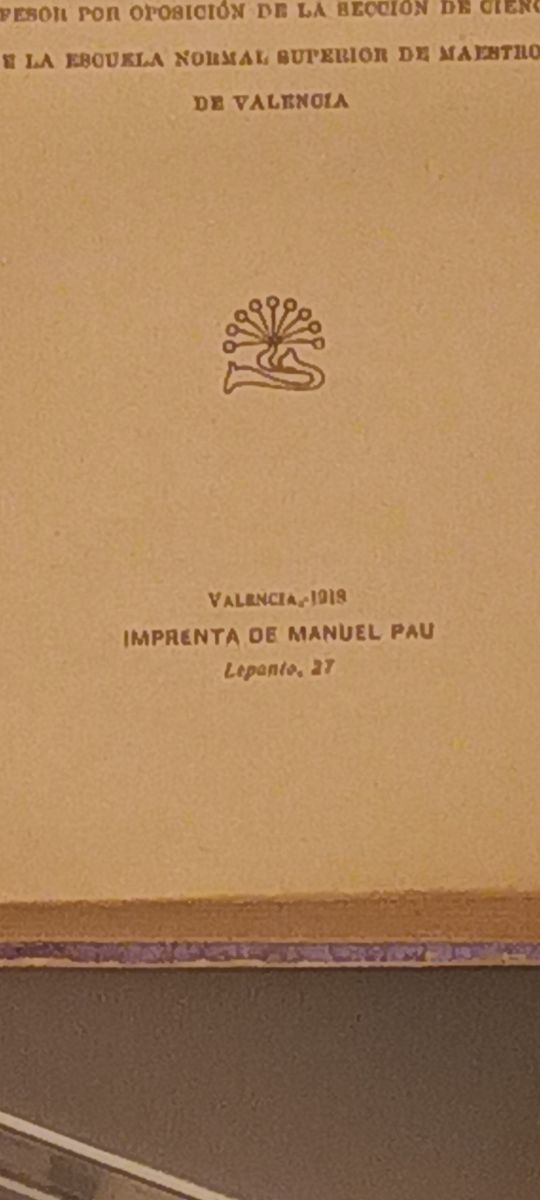 FESOR POR OPOSICIÓN DE LA SECCIÓN DE CIENC
E LA ESCUELA NORMAL SUPERIOR DE MAESTRO
DE VALENCIA
VALENCIA,-1918
IMPRENTA DE MANUEL PAU
Lepanto, 27